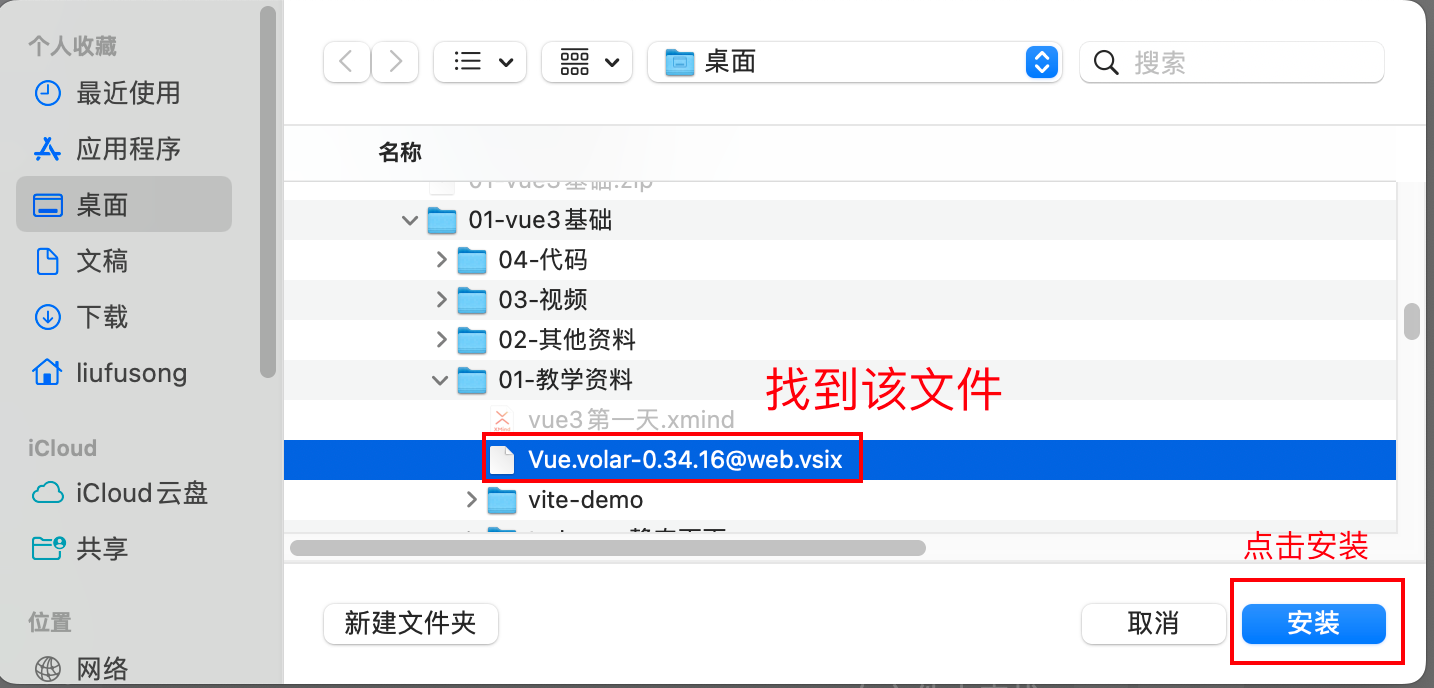 个人收藏
最近使用
应用程序
桌面
文稿
下载
liufusong
iCloud
iCloud云盘
共享
位置
网络
桌面
搜索
名称
01-vue3基础.zip
01-vue3基础
04-代码
03-视频
02-其他资料
01-教学资料
找到该文件
vue3第一天.xmind
Vue.volar-0.34.16@web.vsix
vite-demo
点击安装
新建文件夹
取消
安装